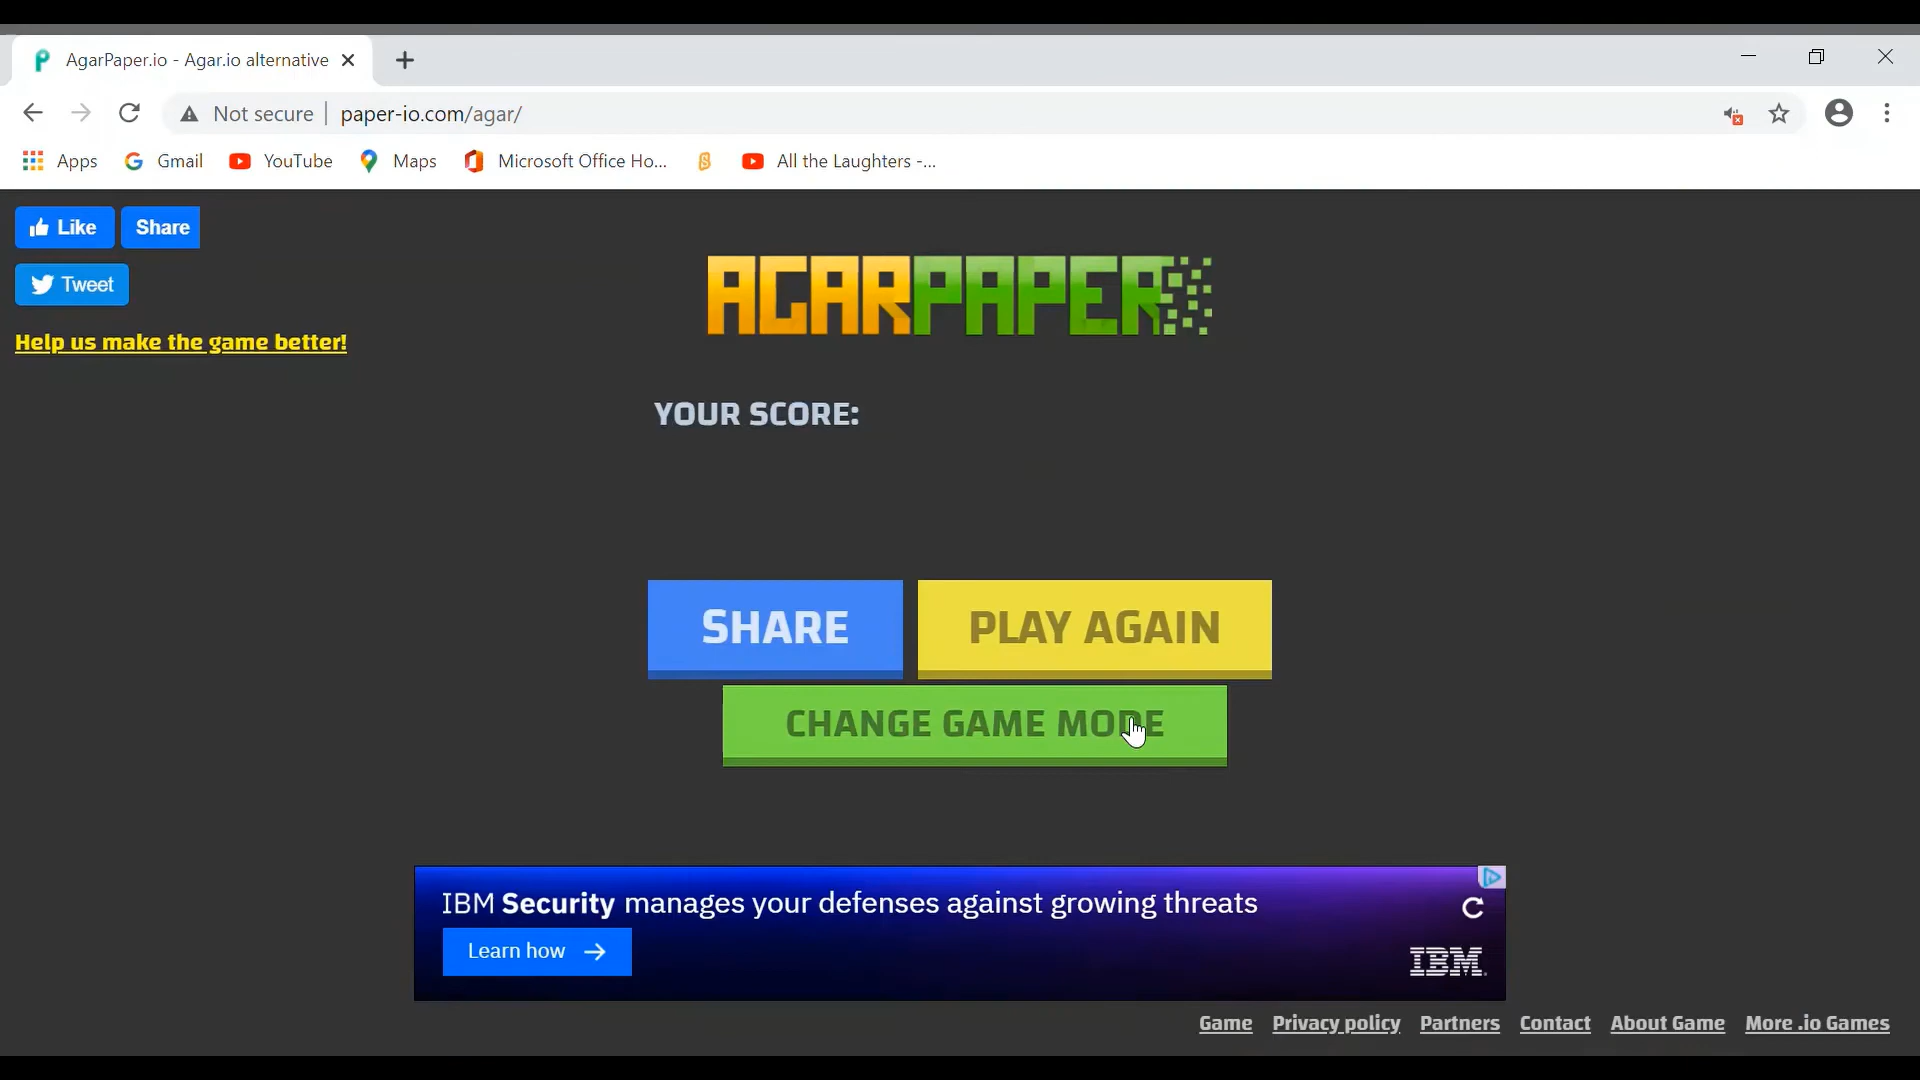 AgarPaper.io - Agar.io alternative
Not secure | paper-io.com/agar/
Apps Gmail YouTube Maps Microsoft Office Ho... All the Laughters -...
Like Share
Tweet
Help us make the game better!
AGARPAPER
YOUR SCORE:
SHARE PLAY AGAIN
CHANGE GAME MODE
IBM Security manages your defenses against growing threats
Learn how →
IBM
Game Privacy policy Partners Contact About Game More .io Games